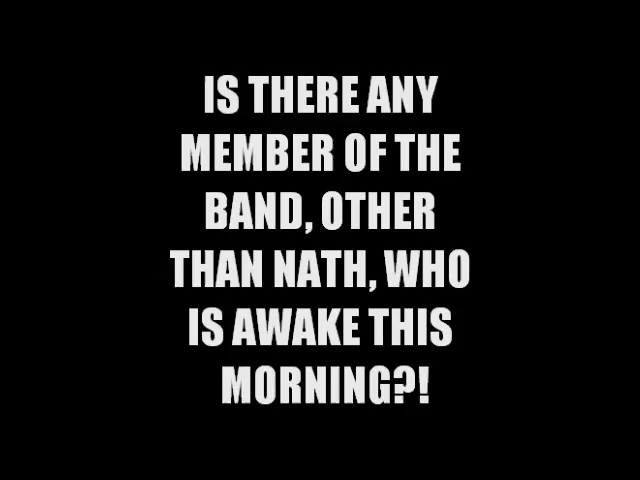 IS THERE ANY
MEMBER OF THE
BAND, OTHER
THAN NATH, WHO
IS AWAKE THIS
MORNING?!